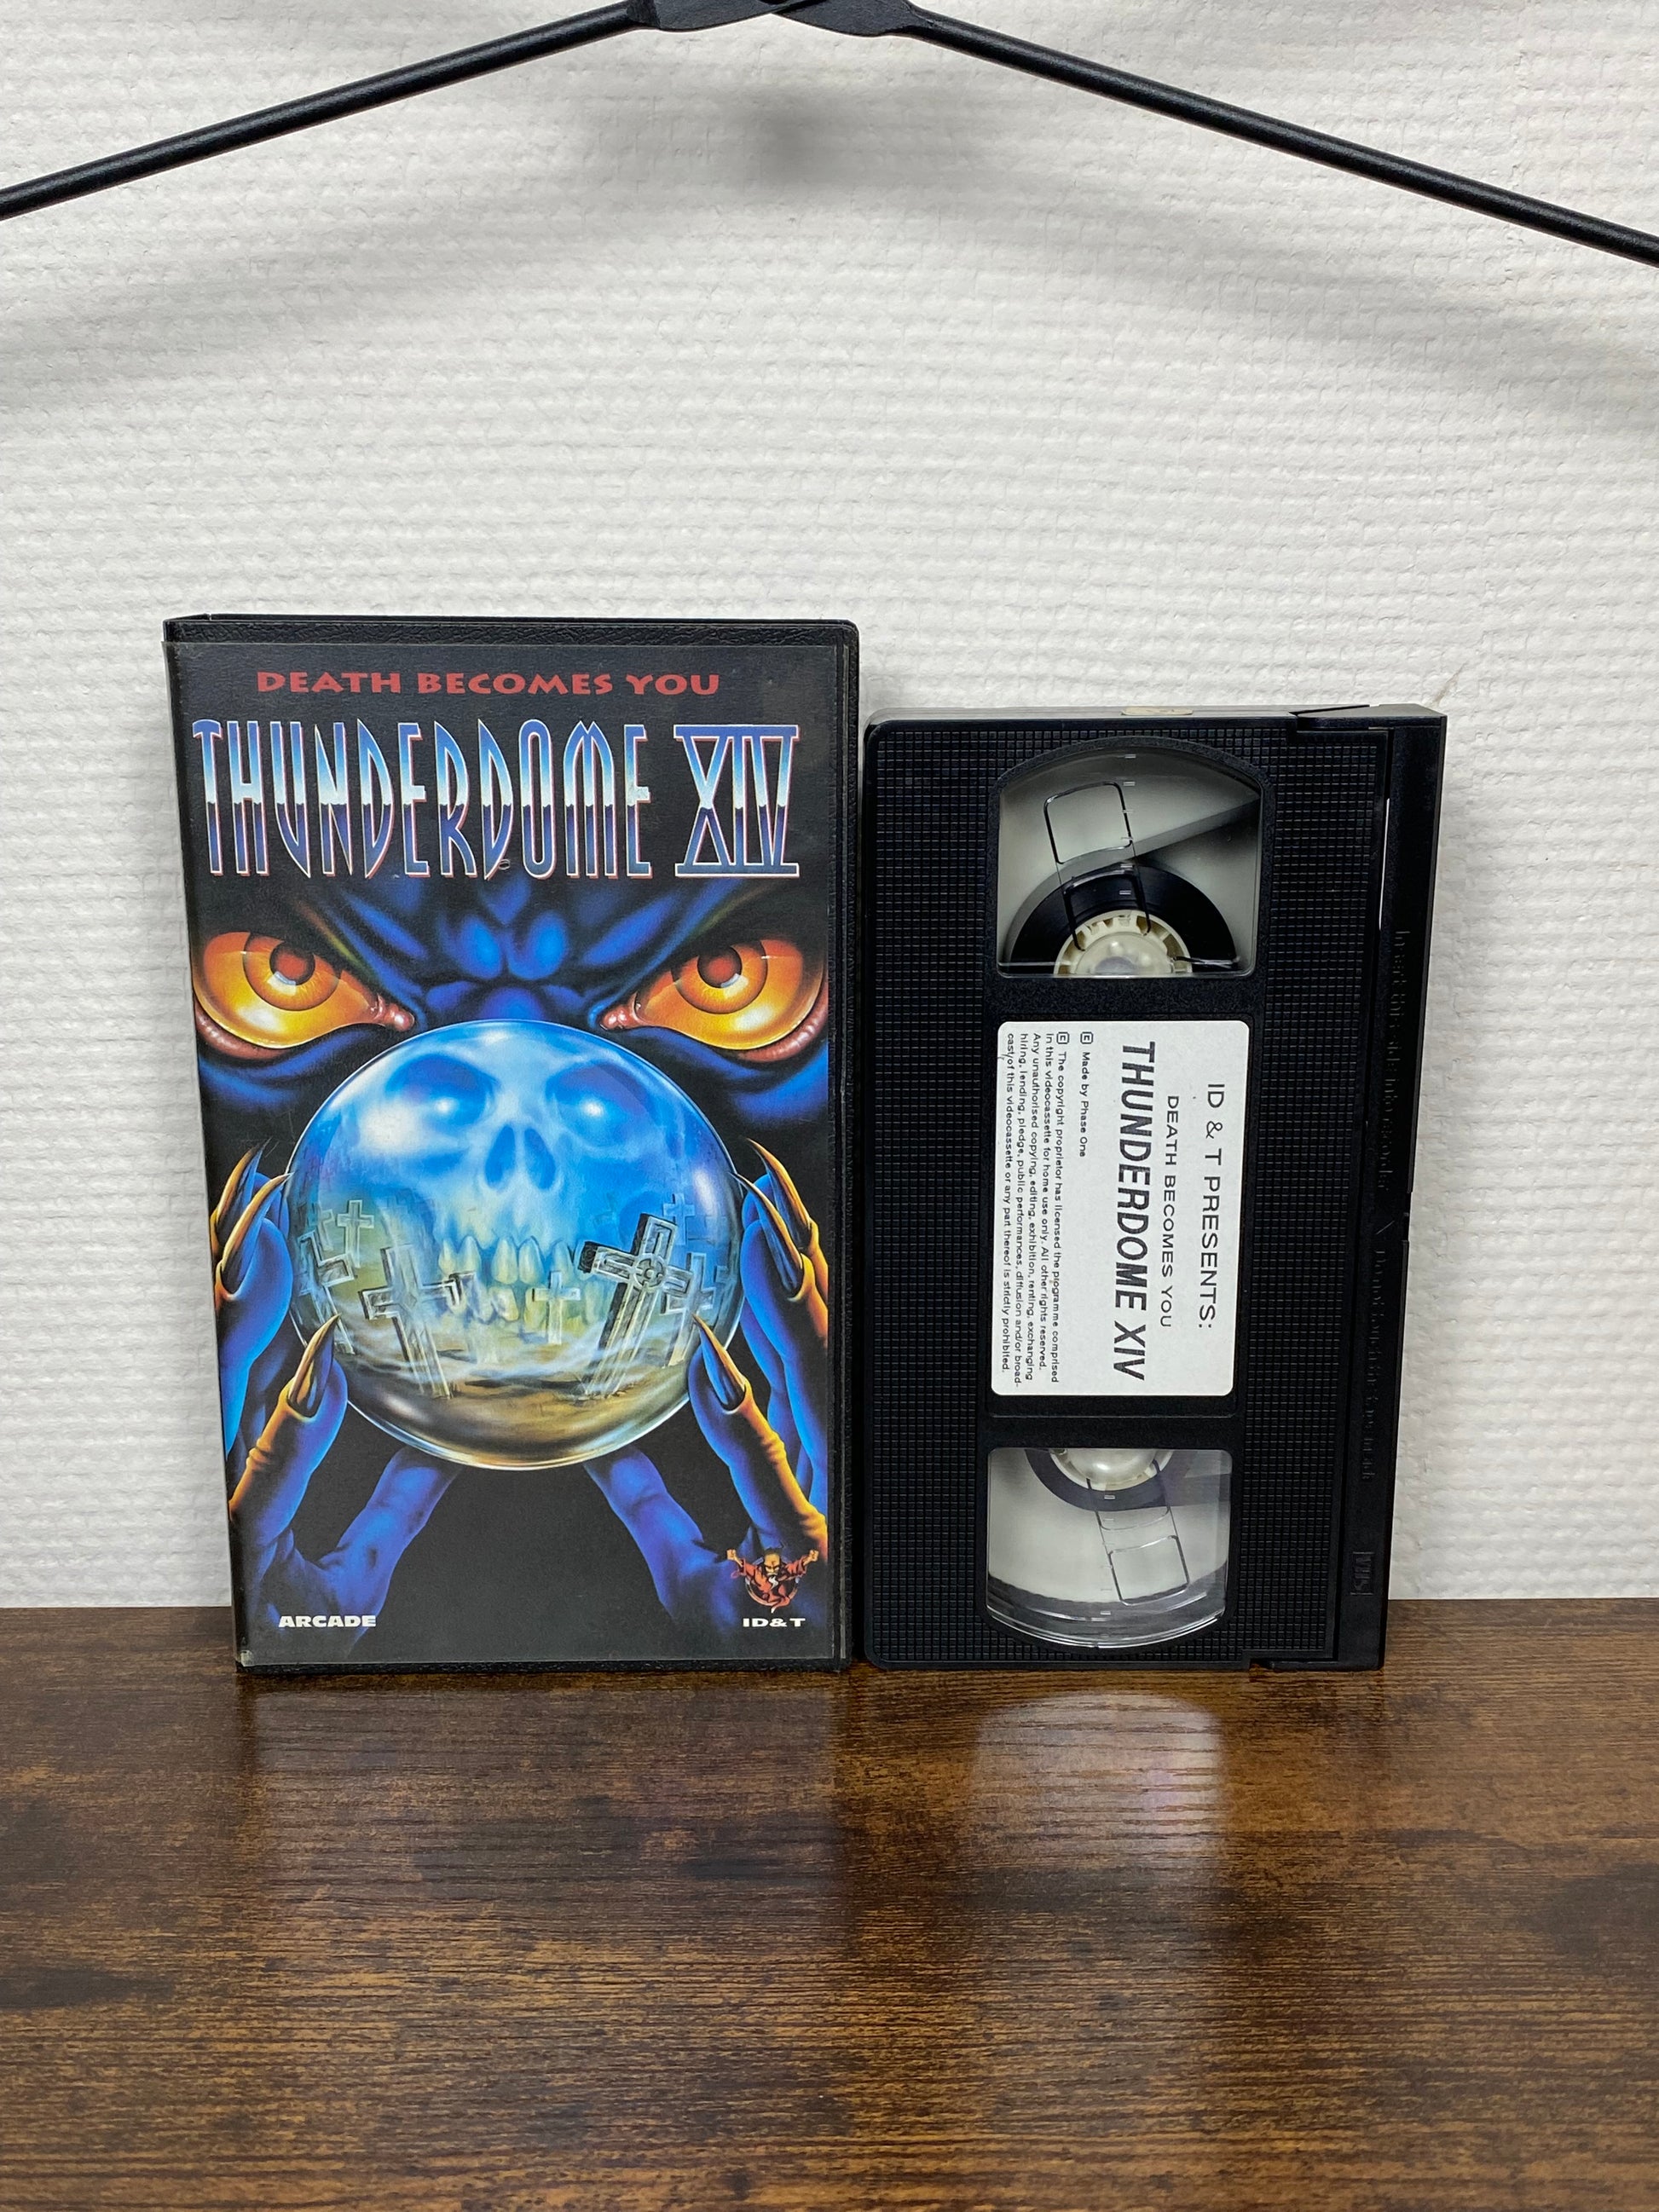 DEATH BECOMES YOU
THUNDERDOME XIV
ARCADE
ID&T
ID & T PRESENTS:
DEATH BECOMES YOU
THUNDERDOME XIV
Made by Phase One
The copyright proprietor has licensed the programme comprised
in this videocassette for home use only. All other rights reserved.
Any unauthorised copying, editing, exhibition, renting, exchanging
hiring, lending, pledge, public performances, diffusion and/or broad-
cast/of this videocassette or any part thereof is strictly prohibited.
VHS